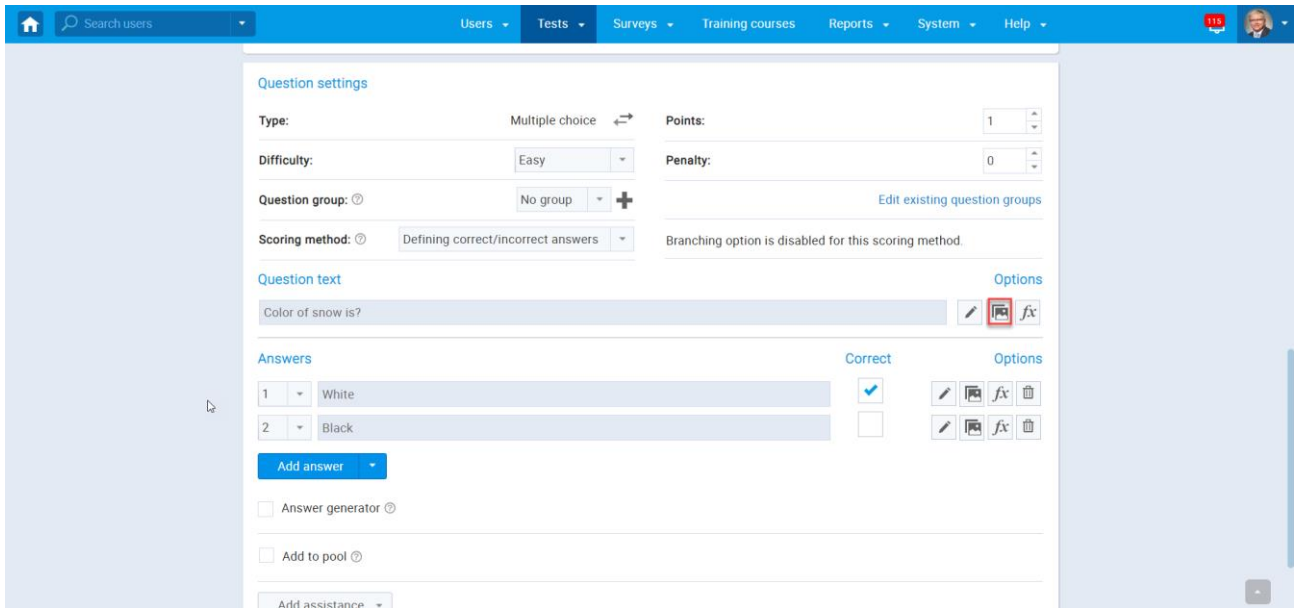 Search users
Users Tests Surveys Training courses Reports System Help
115
Question settings
Type: Multiple choice Points: 1
Difficulty: Easy Penalty: 0
Question group: ? No group Edit existing question groups
Scoring method: ? Defining correct/incorrect answers Branching option is disabled for this scoring method.
Question text Options
Color of snow is? fx
Answers Correct Options
1 White fx
2 Black fx
Add answer
Answer generator ?
Add to pool ?
Add assistance